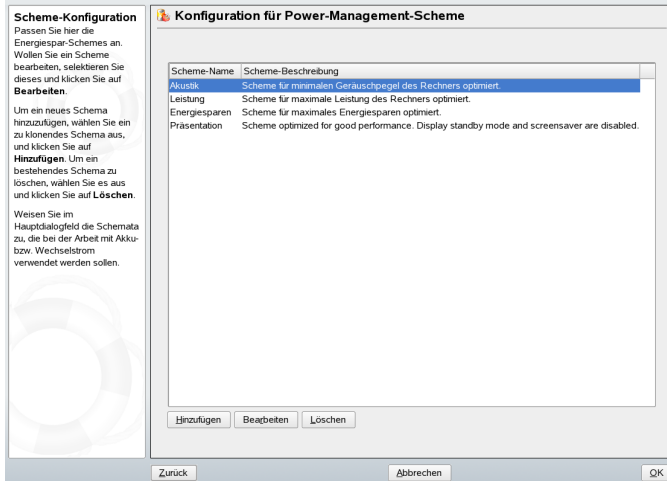 Scheme-Konfiguration
Passen Sie hier die
Energiespar-Schemes an.
Wollen Sie ein Scheme
bearbeiten, selektieren Sie
dieses und klicken Sie auf
Bearbeiten.
Um ein neues Schema
hinzuzufügen, wählen Sie ein
zu klonendes Schema aus,
und klicken Sie auf
Hinzufügen. Um ein
bestehendes Schema zu
löschen, wählen Sie es aus
und klicken Sie auf Löschen.
Weisen Sie im
Hauptdialogfeld die Schemata
zu, die bei der Arbeit mit Akku-
bzw. Wechselstrom
verwendet werden sollen.
Konfiguration für Power-Management-Scheme
Scheme-Name Scheme-Beschreibung
Akustik Scheme für minimalen Geräuschpegel des Rechners optimiert.
Leistung Scheme für maximale Leistung des Rechners optimiert.
Energiesparen Scheme für maximales Energiesparen optimiert.
Präsentation Scheme optimized for good performance. Display standby mode and screensaver are disabled.
Hinzufügen Bearbeiten Löschen
Zurück Abbrechen OK